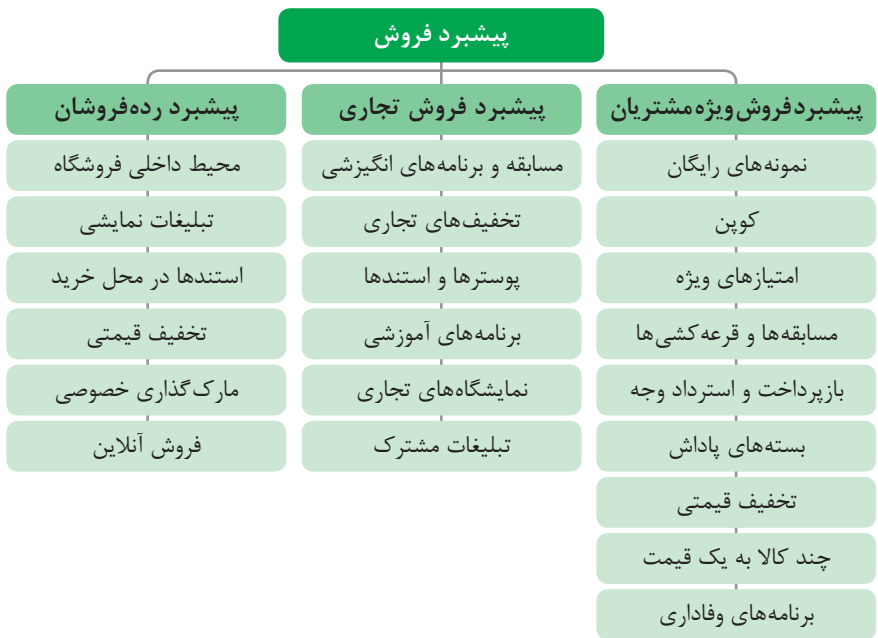 پیشبرد فروش
پیشبرد فروش ویژه مشتریان
نمونه‌های رایگان
کوپن
امتیازهای ویژه
مسابقه‌ها و قرعه‌کشی‌ها
بازپرداخت و استرداد وجه
بسته‌های پاداش
تخفیف قیمتی
چند کالا به یک قیمت
برنامه‌های وفاداری
پیشبرد فروش تجاری
مسابقه و برنامه‌های انگیزشی
تخفیف‌های تجاری
پوسترها و استندها
برنامه‌های آموزشی
نمایشگاه‌های تجاری
تبلیغات مشترک
پیشبرد رده‌فروشان
محیط داخلی فروشگاه
تبلیغات نمایشی
استندها در محل خرید
تخفیف قیمتی
مارک‌گذاری خصوصی
فروش آنلاین